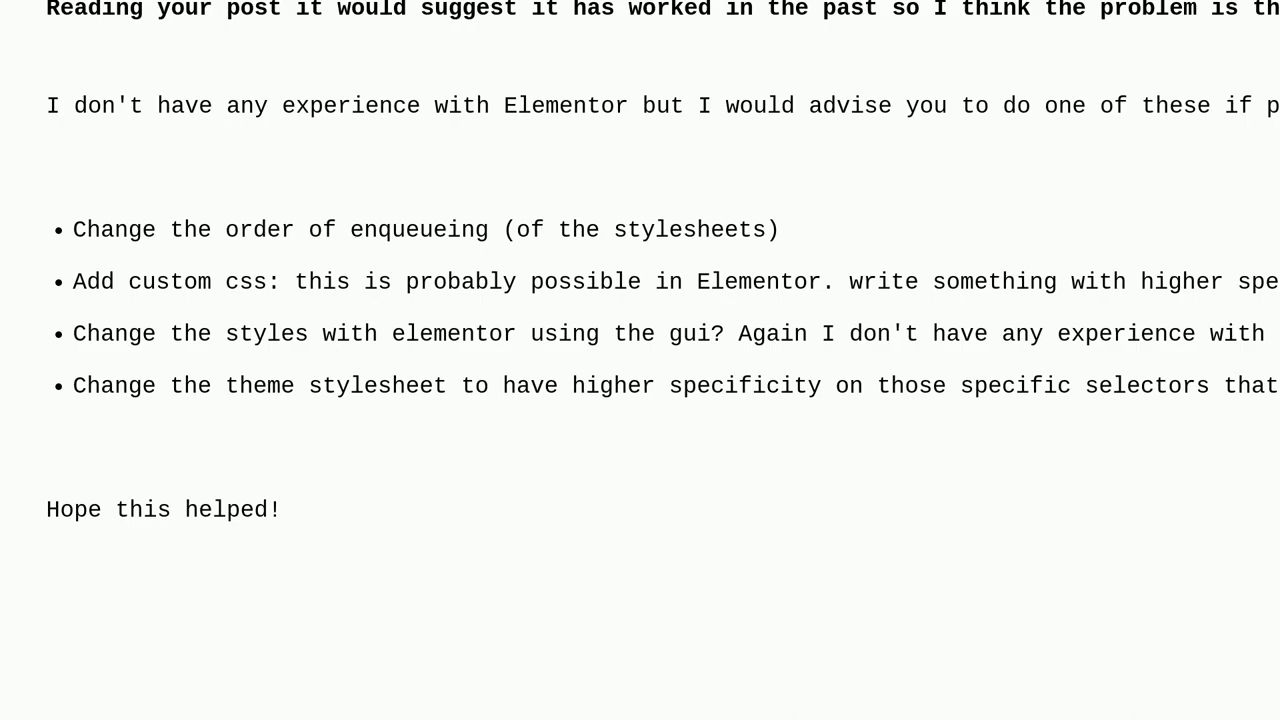 Reading your post it would suggest it has worked in the past so I think the problem is
I don't have any experience with Elementor but I would advise you to do one of these if
• Change the order of enqueueing (of the stylesheets)
• Add custom css: this is probably possible in Elementor. write something with higher
• Change the styles with elementor using the gui? Again I don't have any experience with
• Change the theme stylesheet to have higher specificity on those specific selectors that
Hope this helped!